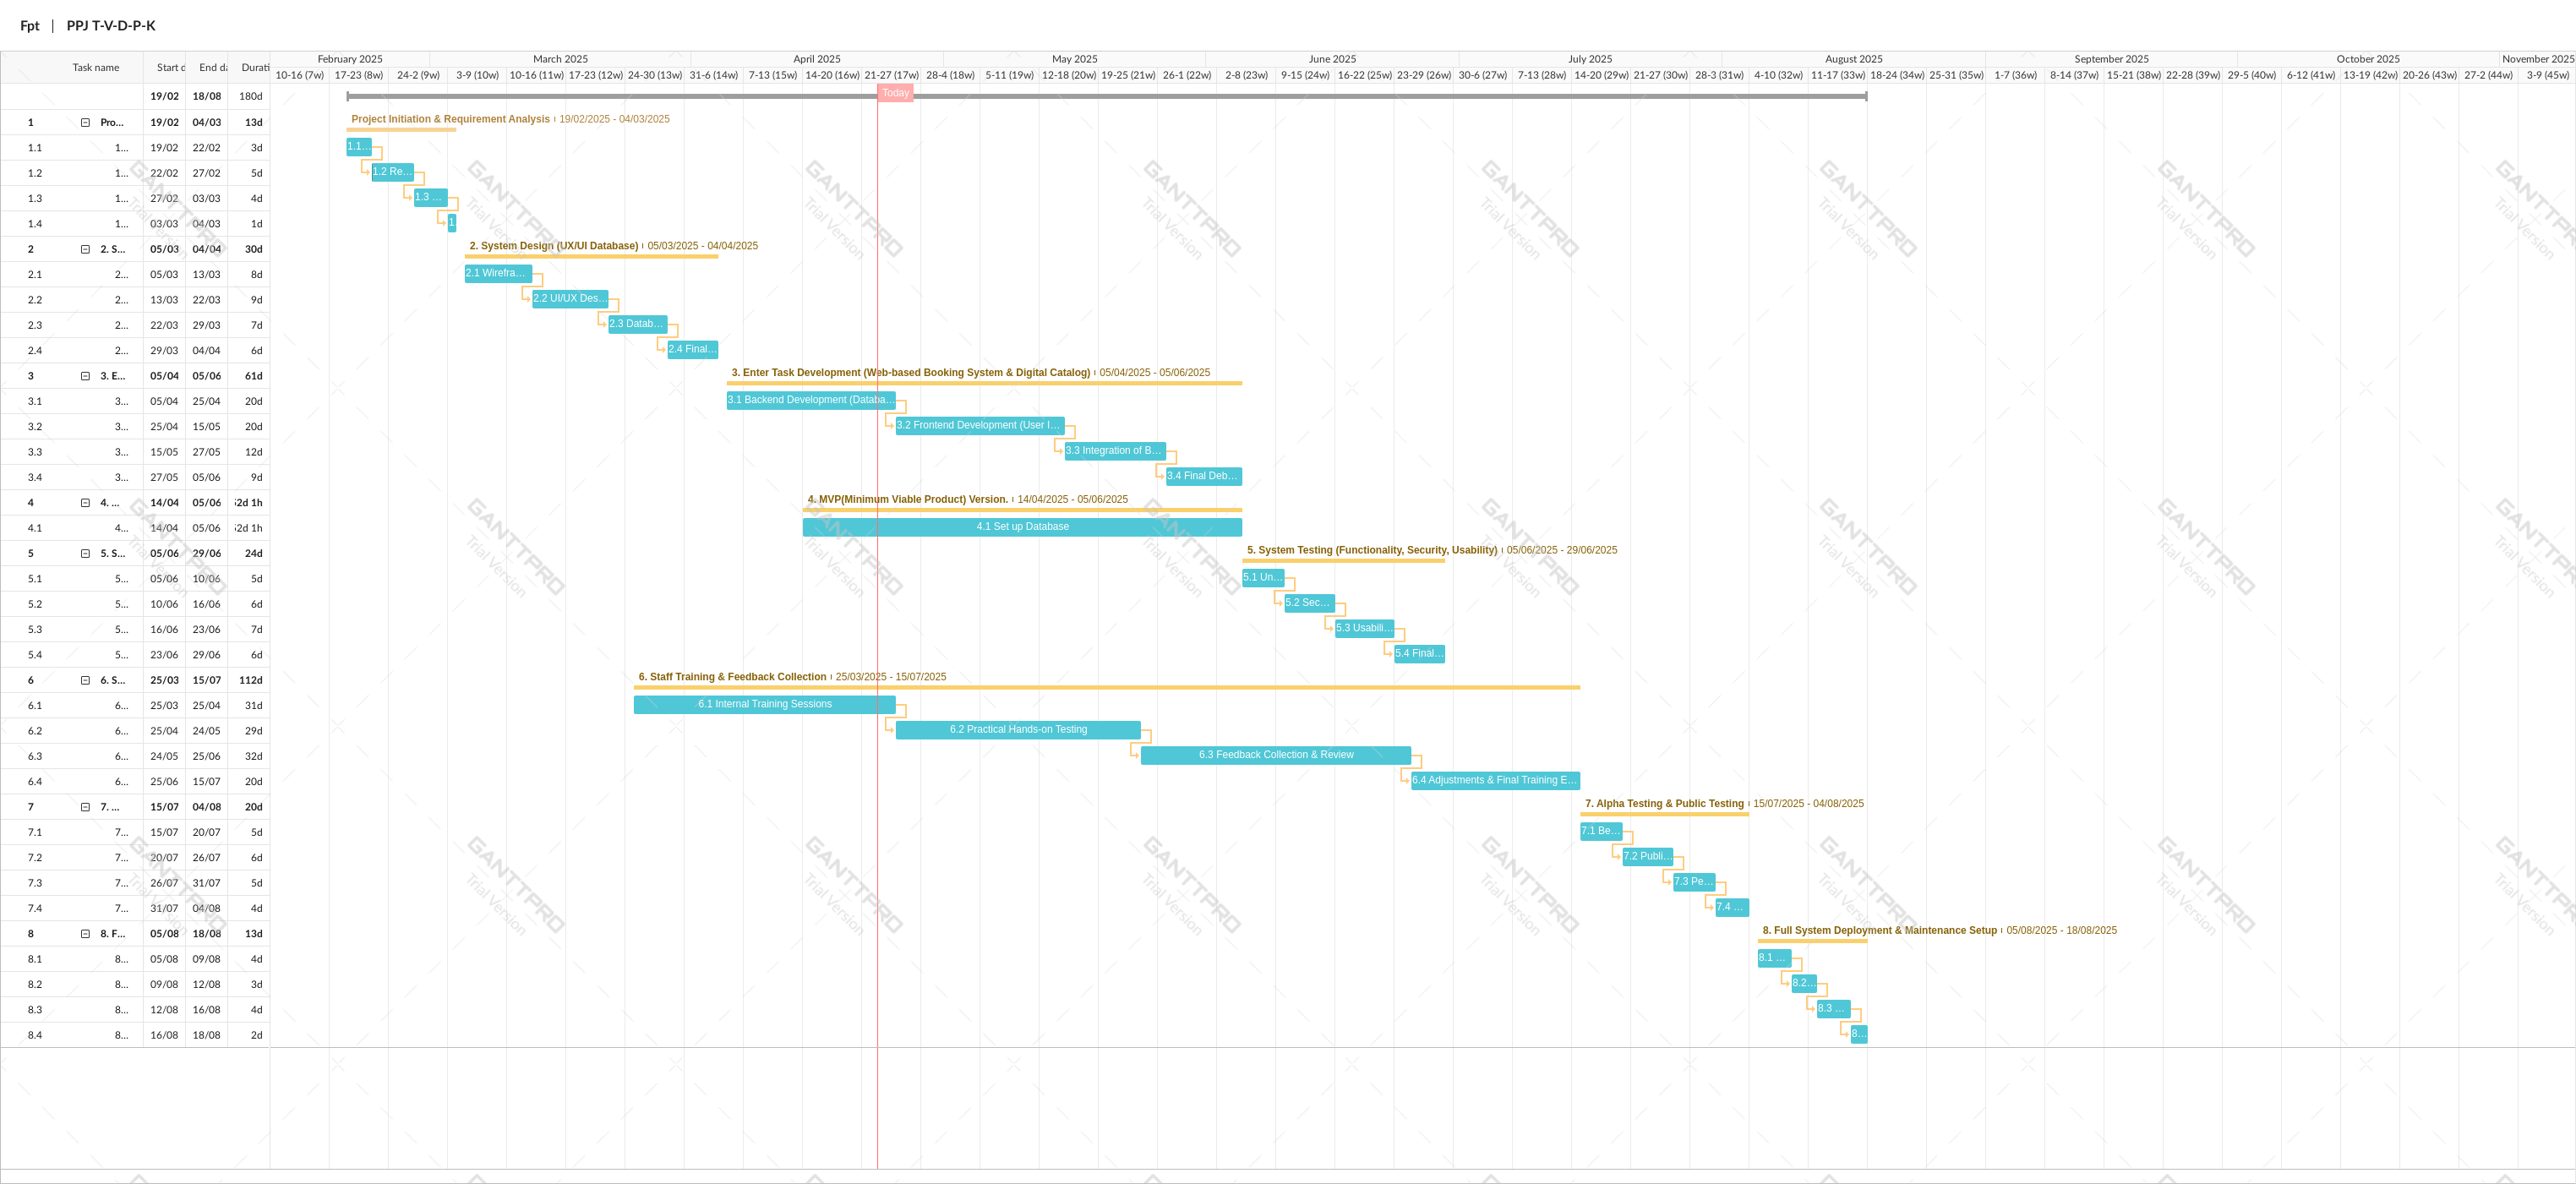 Fpt | PPJ T-V-D-P-K
February 2025 March 2025 April 2025 May 2025 June 2025 July 2025 August 2025 September 2025 October 2025 November 2025
Task name Start d End da Durati
10-16 (7w) 17-23 (8w) 24-2 (9w) 3-9 (10w) 10-16 (11w) 17-23 (12w) 24-30 (13w) 31-6 (14w) 7-13 (15w) 14-20 (16w) 21-27 (17w) 28-4 (18w) 5-11 (19w) 12-18 (20w) 19-25 (21w) 26-1 (22w) 2-8 (23w) 9-15 (24w) 16-22 (25w) 23-29 (26w) 30-6 (27w) 7-13 (28w) 14-20 (29w) 21-27 (30w) 28-3 (31w) 4-10 (32w) 11-17 (33w) 18-24 (34w) 25-31 (35w) 1-7 (36w) 8-14 (37w) 15-21 (38w) 22-28 (39w) 29-5 (40w) 6-12 (41w) 13-19 (42w) 20-26 (43w) 27-2 (44w) 3-9 (45w)
19/02 18/08 180d Today
1 Pro... 19/02 04/03 13d Project Initiation & Requirement Analysis 19/02/2025 - 04/03/2025
1.1 1... 19/02 22/02 3d 1.1...
1.2 1... 22/02 27/02 5d 1.2 Re...
1.3 1... 27/02 03/03 4d 1.3 ...
1.4 1... 03/03 04/03 1d 1
2 2. S... 05/03 04/04 30d 2. System Design (UX/UI Database) 05/03/2025 - 04/04/2025
2.1 2... 05/03 13/03 8d 2.1 Wirefra...
2.2 2... 13/03 22/03 9d 2.2 UI/UX Des...
2.3 2... 22/03 29/03 7d 2.3 Datab...
2.4 2... 29/03 04/04 6d 2.4 Final...
3 3. E... 05/04 05/06 61d 3. Enter Task Development (Web-based Booking System & Digital Catalog) 05/04/2025 - 05/06/2025
3.1 3... 05/04 25/04 20d 3.1 Backend Development (Databa...
3.2 3... 25/04 15/05 20d 3.2 Frontend Development (User I...
3.3 3... 15/05 27/05 12d 3.3 Integration of B...
3.4 3... 27/05 05/06 9d 3.4 Final Deb...
4 4. ... 14/04 05/06 2d 1h 4. MVP(Minimum Viable Product) Version. 14/04/2025 - 05/06/2025
4.1 4... 14/04 05/06 2d 1h 4.1 Set up Database
5 5. S... 05/06 29/06 24d 5. System Testing (Functionality, Security, Usability) 05/06/2025 - 29/06/2025
5.1 5... 05/06 10/06 5d 5.1 Un...
5.2 5... 10/06 16/06 6d 5.2 Sec...
5.3 5... 16/06 23/06 7d 5.3 Usabili...
5.4 5... 23/06 29/06 6d 5.4 Final...
6 6. S... 25/03 15/07 112d 6. Staff Training & Feedback Collection 25/03/2025 - 15/07/2025
6.1 6... 25/03 25/04 31d 6.1 Internal Training Sessions
6.2 6... 25/04 24/05 29d 6.2 Practical Hands-on Testing
6.3 6... 24/05 25/06 32d 6.3 Feedback Collection & Review
6.4 6... 25/06 15/07 20d 6.4 Adjustments & Final Training E...
7 7. ... 15/07 04/08 20d 7. Alpha Testing & Public Testing 15/07/2025 - 04/08/2025
7.1 7... 15/07 20/07 5d 7.1 Be...
7.2 7... 20/07 26/07 6d 7.2 Publi...
7.3 7... 26/07 31/07 5d 7.3 Pe...
7.4 7... 31/07 04/08 4d 7.4 ...
8 8. F... 05/08 18/08 13d 8. Full System Deployment & Maintenance Setup 05/08/2025 - 18/08/2025
8.1 8... 05/08 09/08 4d 8.1 ...
8.2 8... 09/08 12/08 3d 8.2...
8.3 8... 12/08 16/08 4d 8.3 ...
8.4 8... 16/08 18/08 2d 8...
GANTTPRO
Trial Version